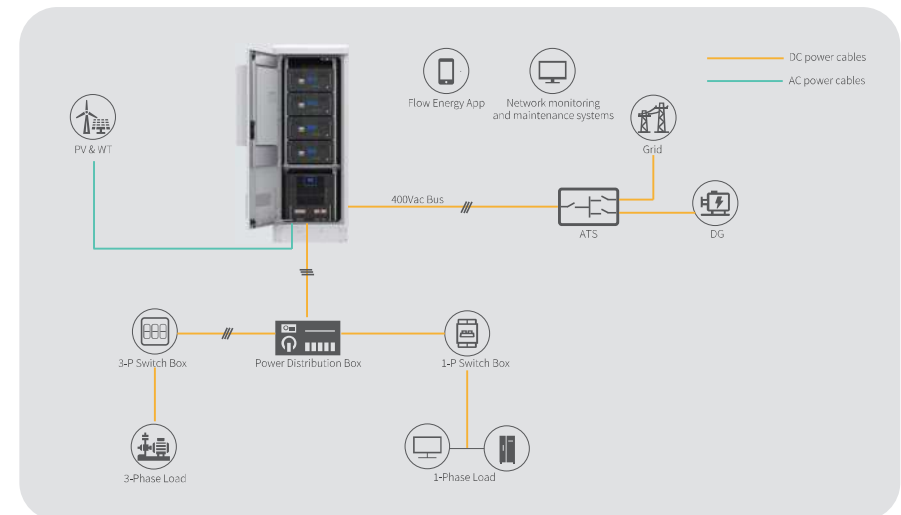 DC power cables
AC power cables
Flow Energy App
Network monitoring
and maintenance systems
PV & WT
Grid
400Vac Bus
ATS
DG
3-P Switch Box
Power Distribution Box
1-P Switch Box
3-Phase Load
1-Phase Load